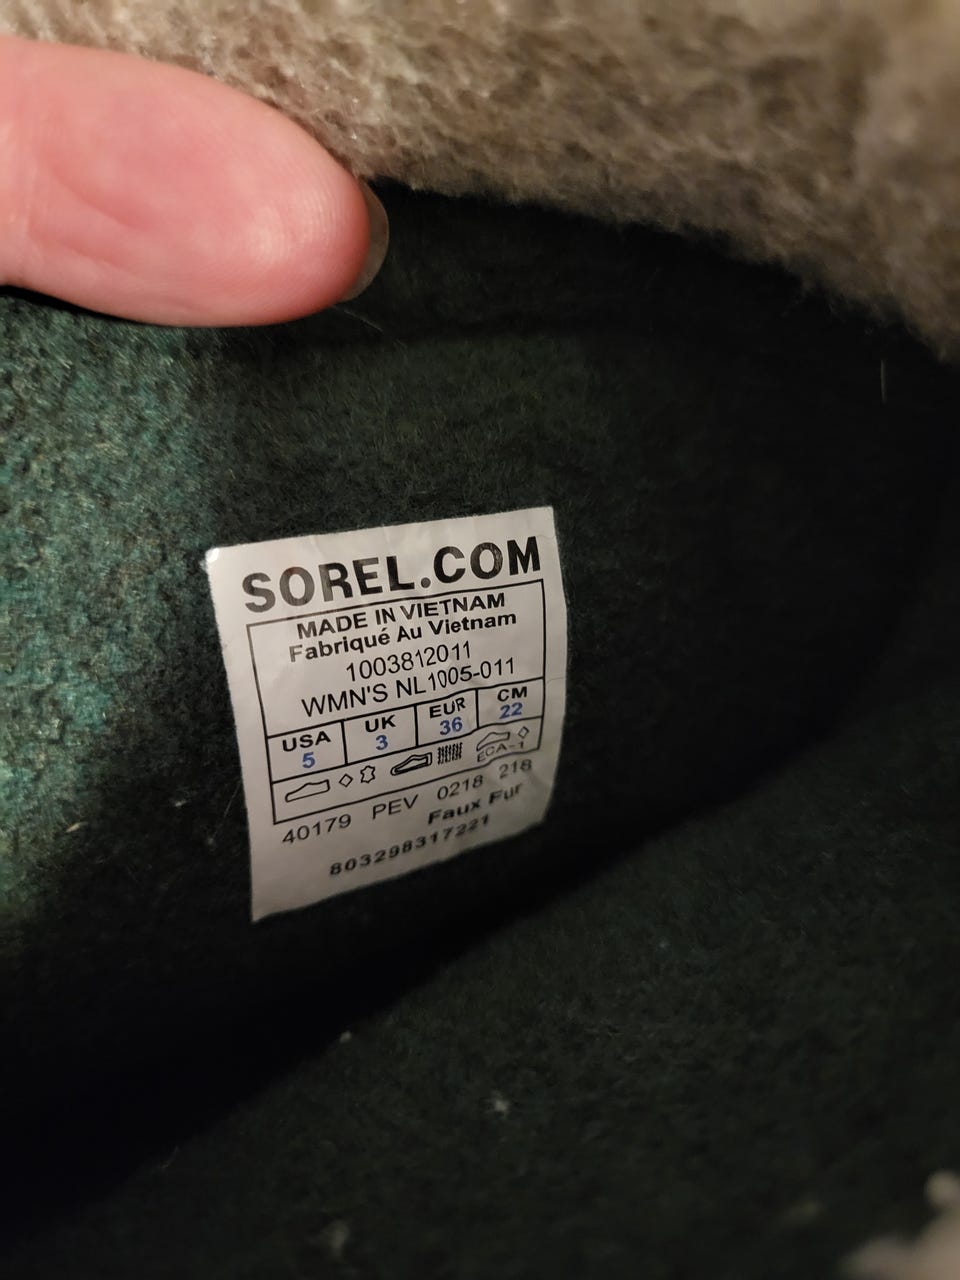 SOREL.COM
MADE IN VIETNAM
Fabriqué Au Vietnam
1003812011
WMN'S NL1005-011
USA UK EUR CM
5 3 36 22
ECA-1
40179 PEV 0218 218
Faux Fur
803298317221